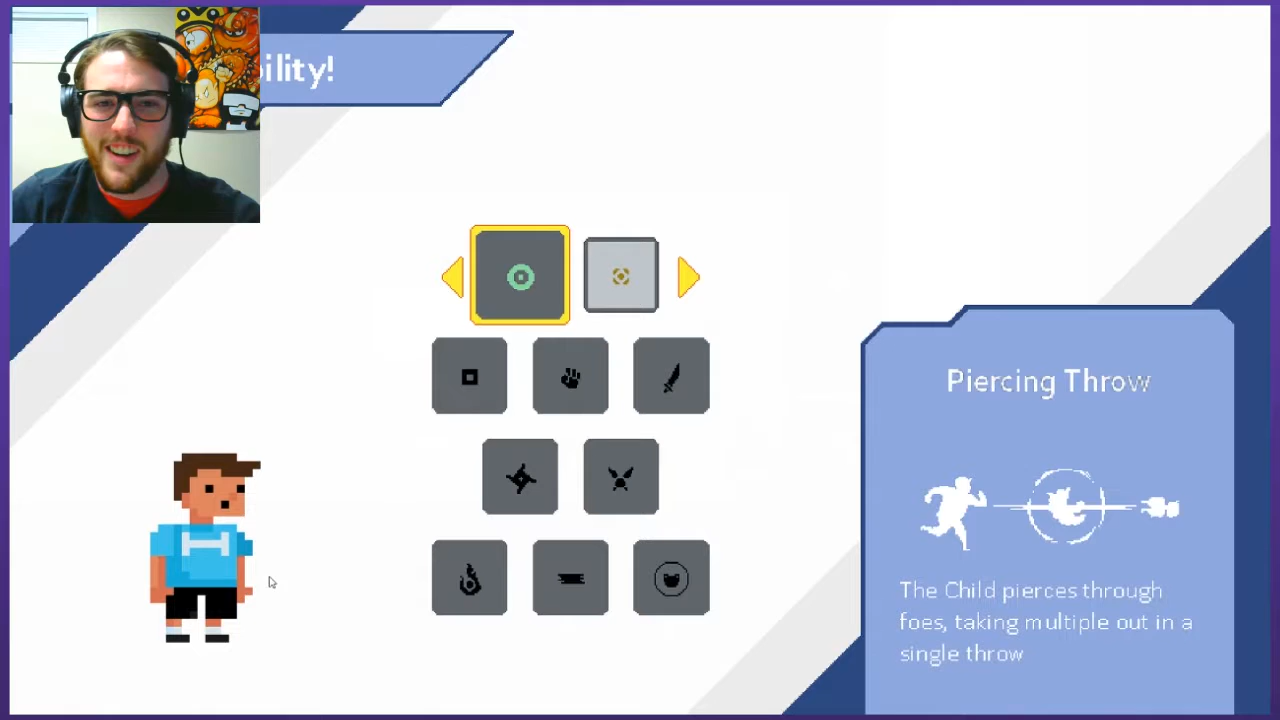 ility!
Piercing Throw
The Child pierces through
foes, taking multiple out in a
single throw